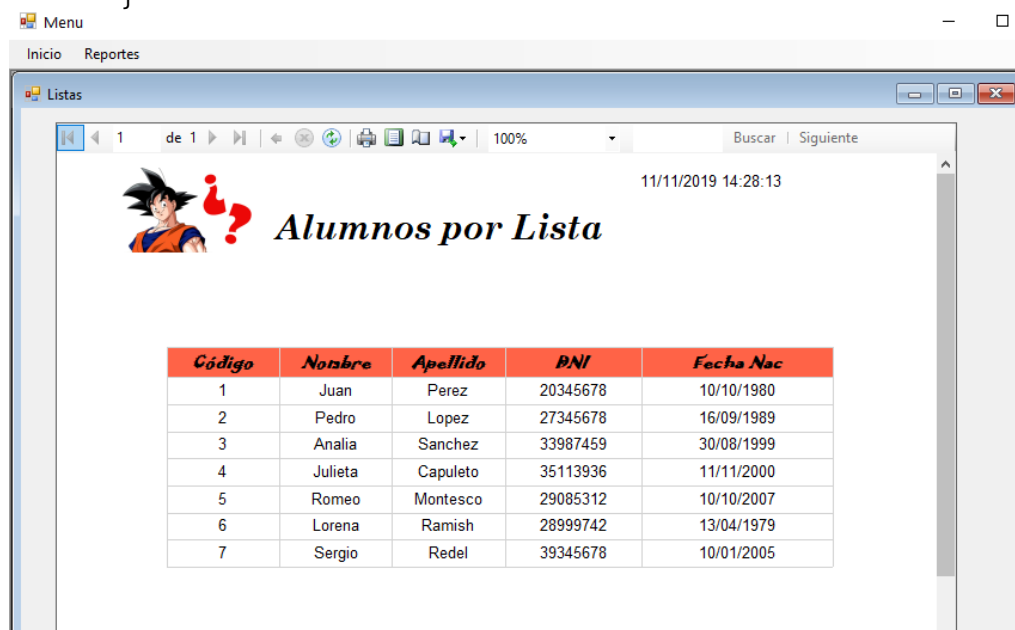 Menu
Inicio Reportes
Listas
1 de 1 100% Buscar | Siguiente
11/11/2019 14:28:13
¿?
Alumnos por Lista
Código Nombre Apellido DNI Fecha Nac
1 Juan Perez 20345678 10/10/1980
2 Pedro Lopez 27345678 16/09/1989
3 Analia Sanchez 33987459 30/08/1999
4 Julieta Capuleto 35113936 11/11/2000
5 Romeo Montesco 29085312 10/10/2007
6 Lorena Ramish 28999742 13/04/1979
7 Sergio Redel 39345678 10/01/2005